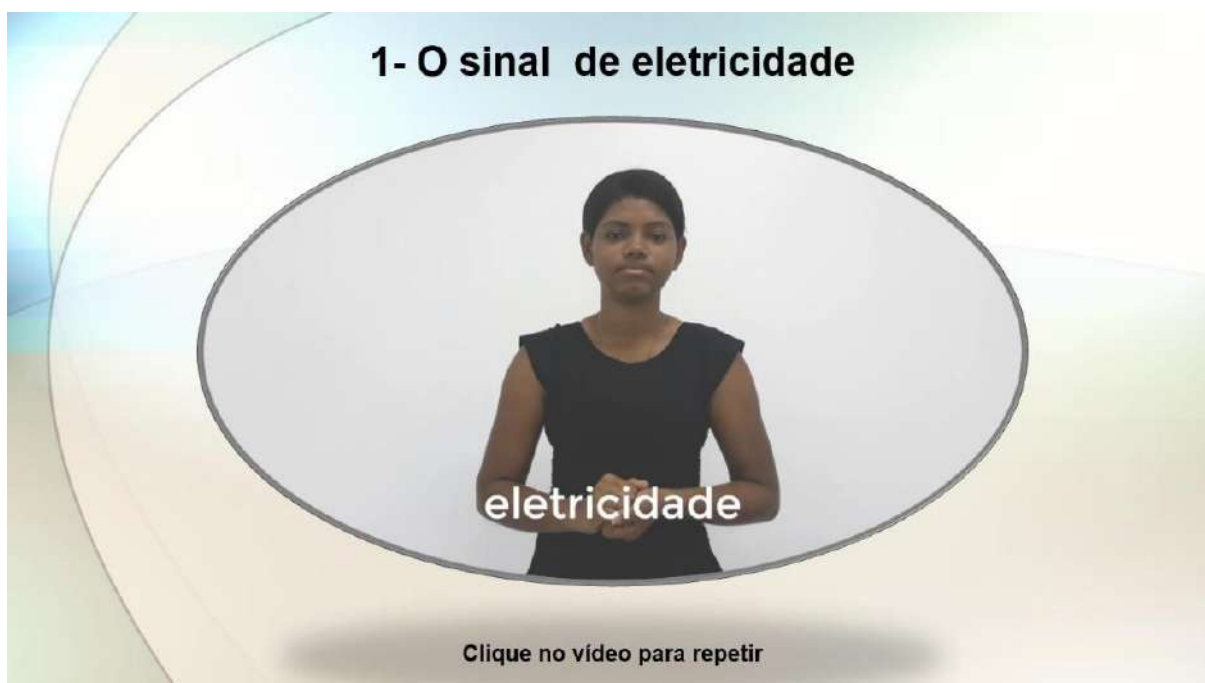 1- O sinal de eletricidade
eletricidade
Clique no vídeo para repetir